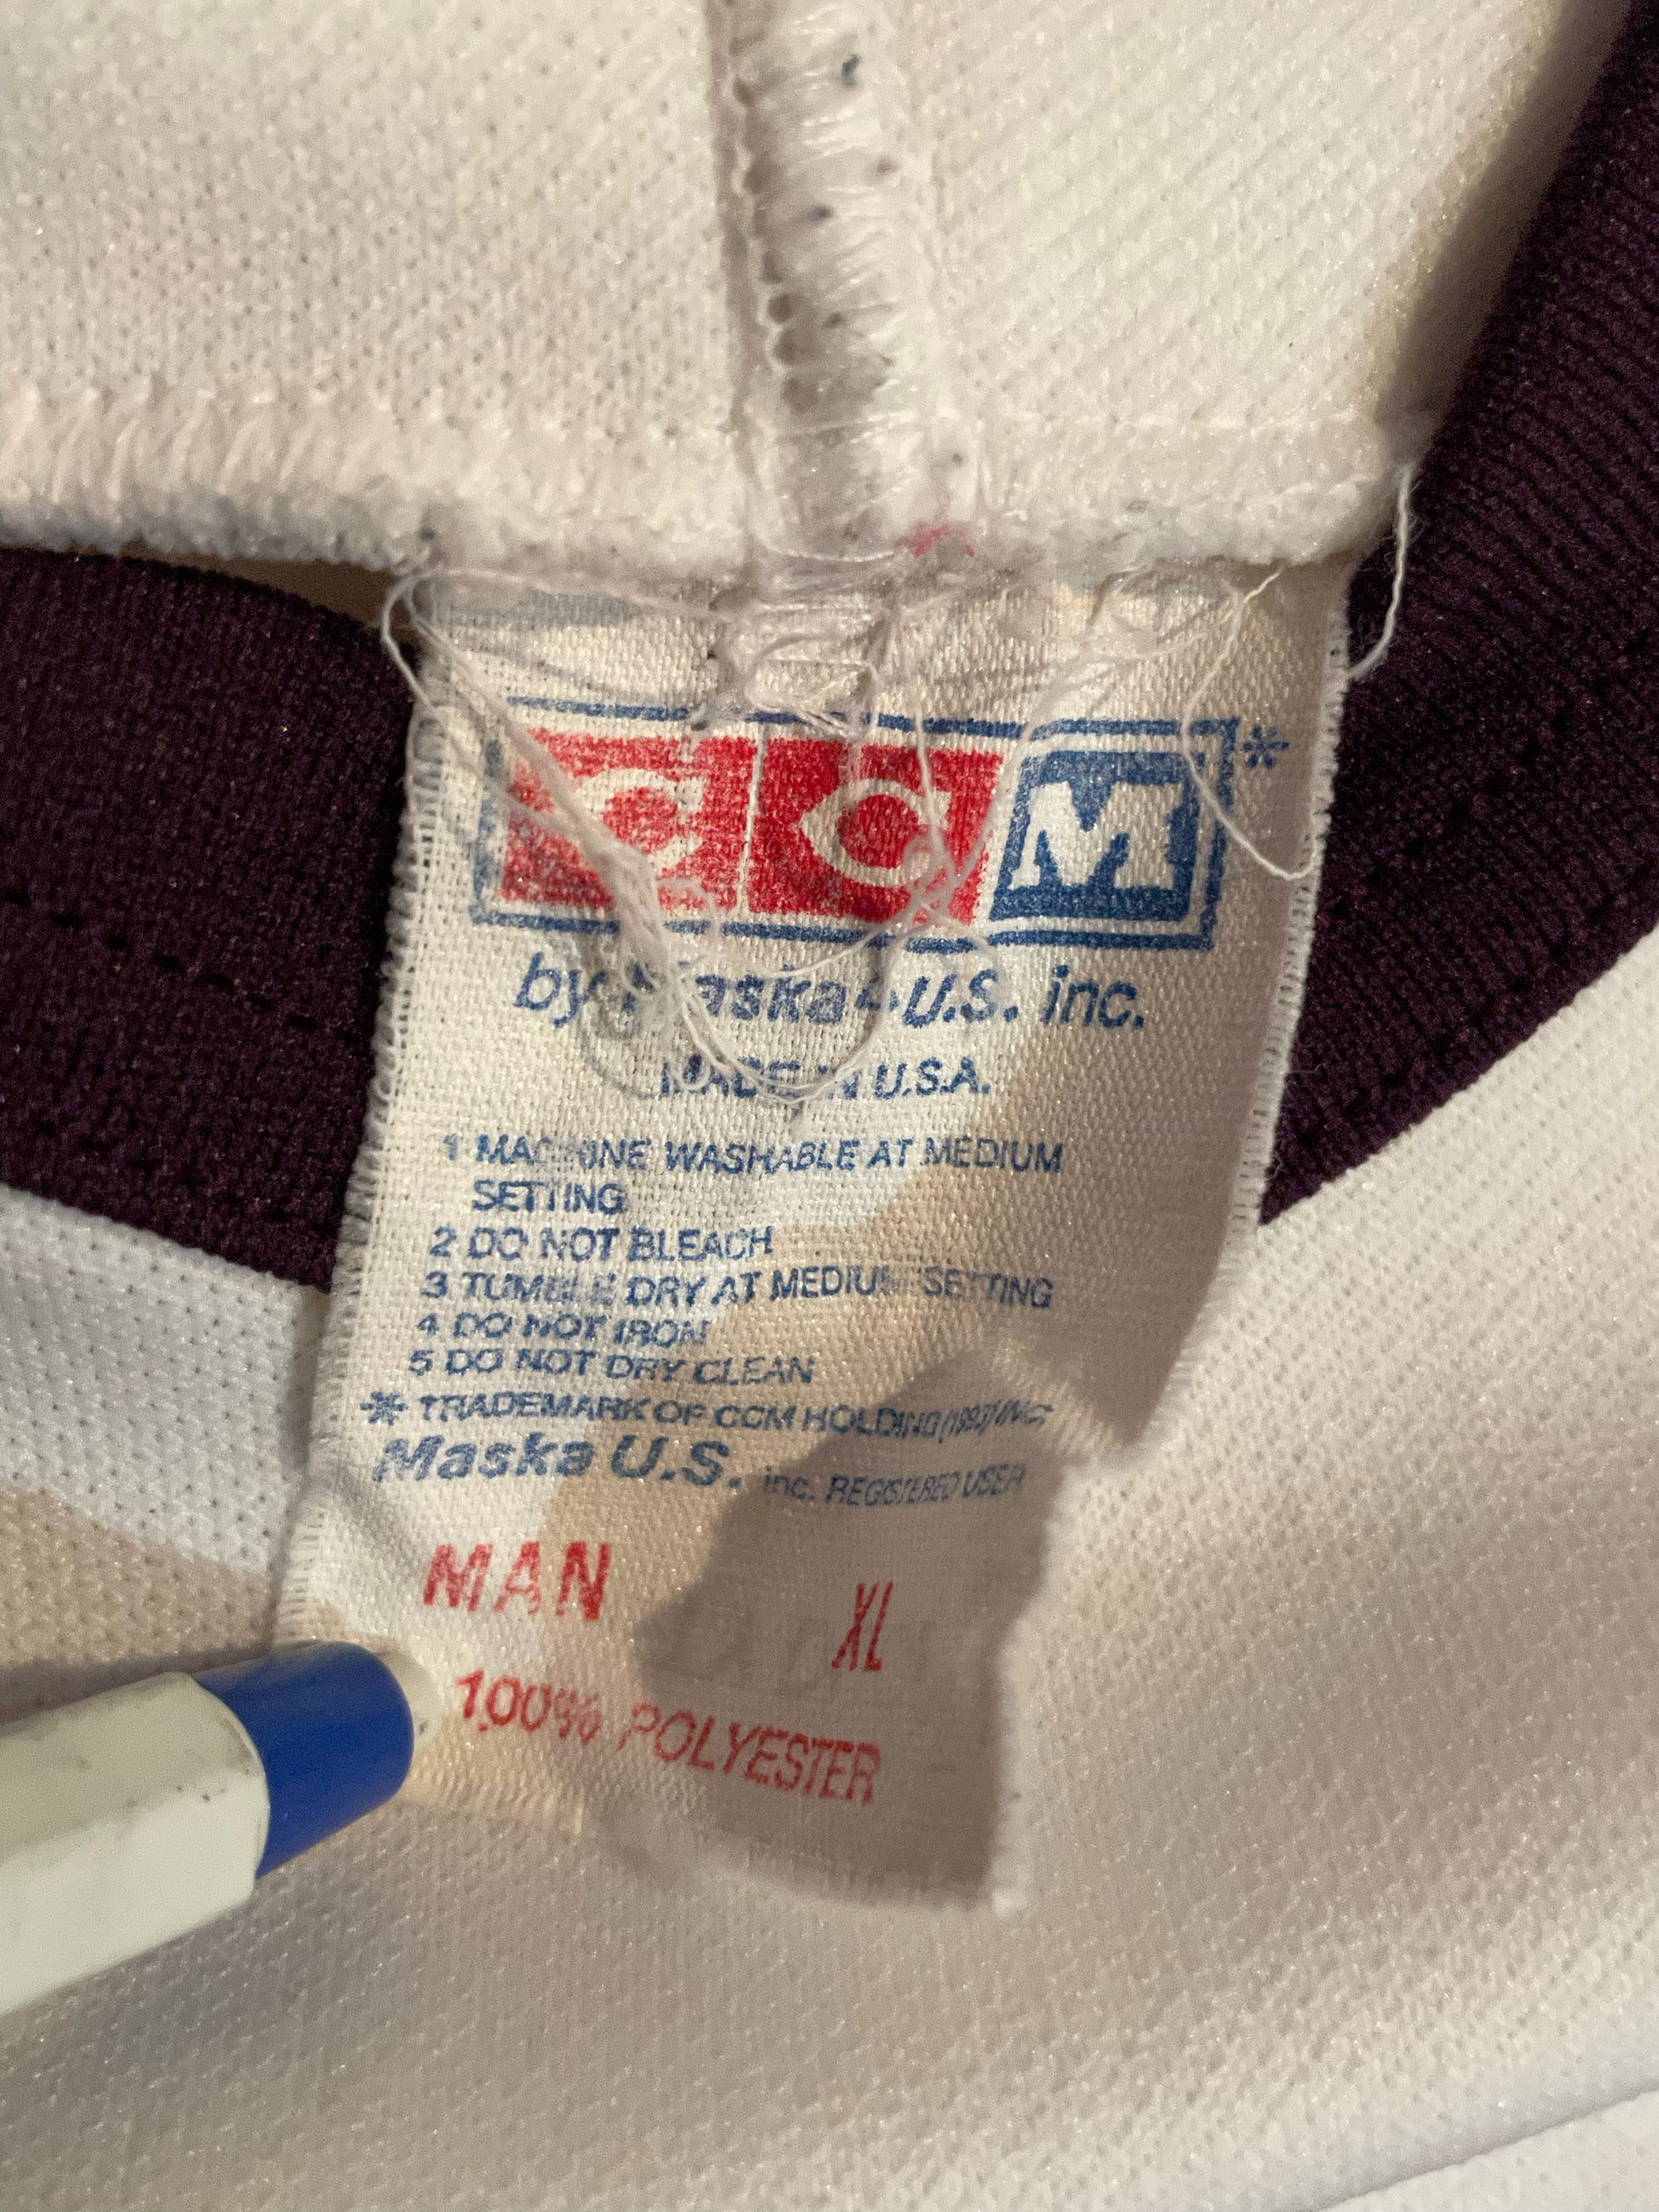 CCM*
by Maska U.S. inc.
MADE IN U.S.A.
1 MACHINE WASHABLE AT MEDIUM
SETTING
2 DO NOT BLEACH
3 TUMBLE DRY AT MEDIUM SETTING
4 DO NOT IRON
5 DO NOT DRY CLEAN
* TRADEMARK OF CCM HOLDING (1993) INC.
Maska U.S. inc. REGISTERED USER
MAN XL
100% POLYESTER